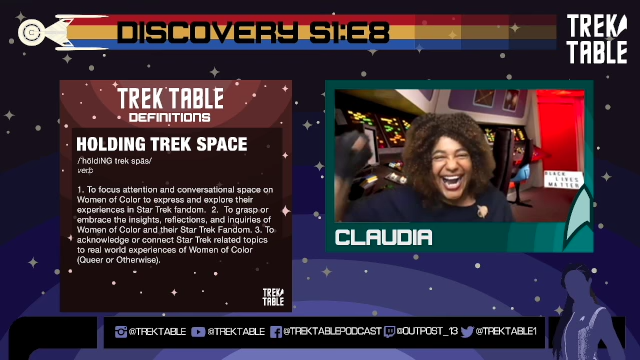 DISCOVERY S1:E8
TREK
TABLE
TREK TABLE
DEFINITIONS
HOLDING TREK SPACE
/ˈhōldiNG trek spās/
verb
1. To focus attention and conversational space on
Women of Color to express and explore their
experiences in Star Trek fandom.  2.  To grasp or
embrace the insights, reflections, and inquiries of
Women of Color and their Star Trek Fandom. 3. To
acknowledge or connect Star Trek related topics
to real world experiences of Women of Color
(Queer or Otherwise).
TREK
TABLE
BLACK
LIVES
MATTER
CLAUDIA
@TREKTABLE @TREKTABLE @TREKTABLEPODCAST @OUTPOST_13 @TREKTABLE1